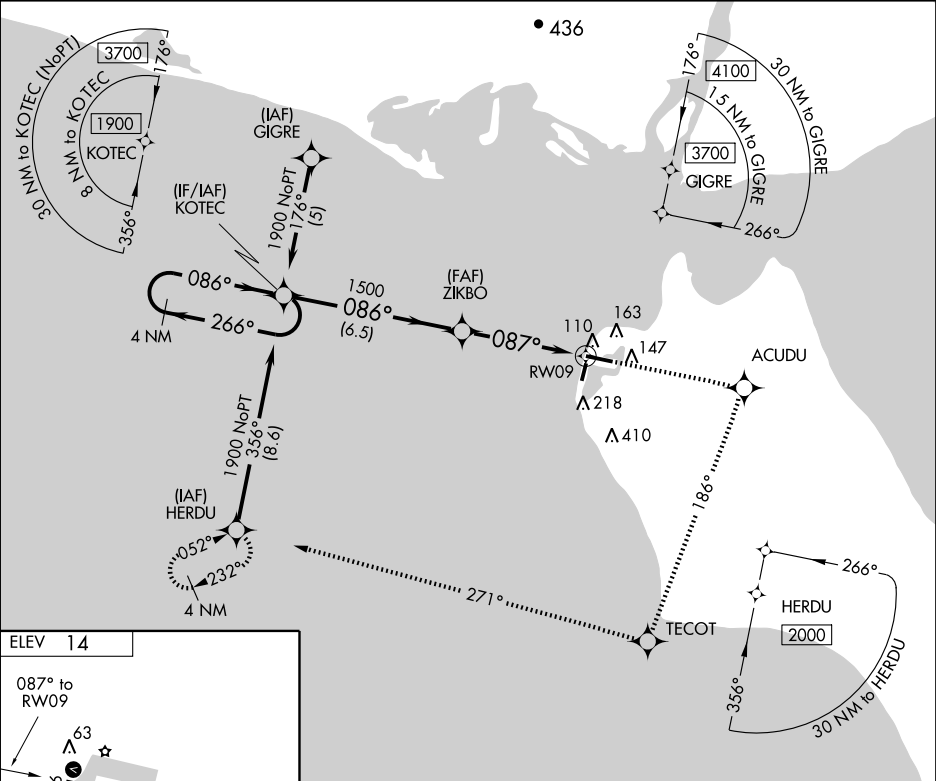 436
30 NM to KOTEC (NoPT)
3700
176°
8 NM to KOTEC
1900
KOTEC
356°
176°
4100
30 NM to GIGRE
15 NM to GIGRE
3700
GIGRE
266°
(IAF)
GIGRE
1900 NoPT
176°
(5)
(IF/IAF)
KOTEC
086°
266°
4 NM
1500
086°
(6.5)
(FAF)
ZIKBO
087°
RW09
110
163
147
218
410
ACUDU
186°
1900 NoPT
356°
(8.6)
(IAF)
HERDU
052°
232°
4 NM
271°
TECOT
266°
HERDU
2000
356°
30 NM to HERDU
ELEV 14
087° to
RW09
63
V